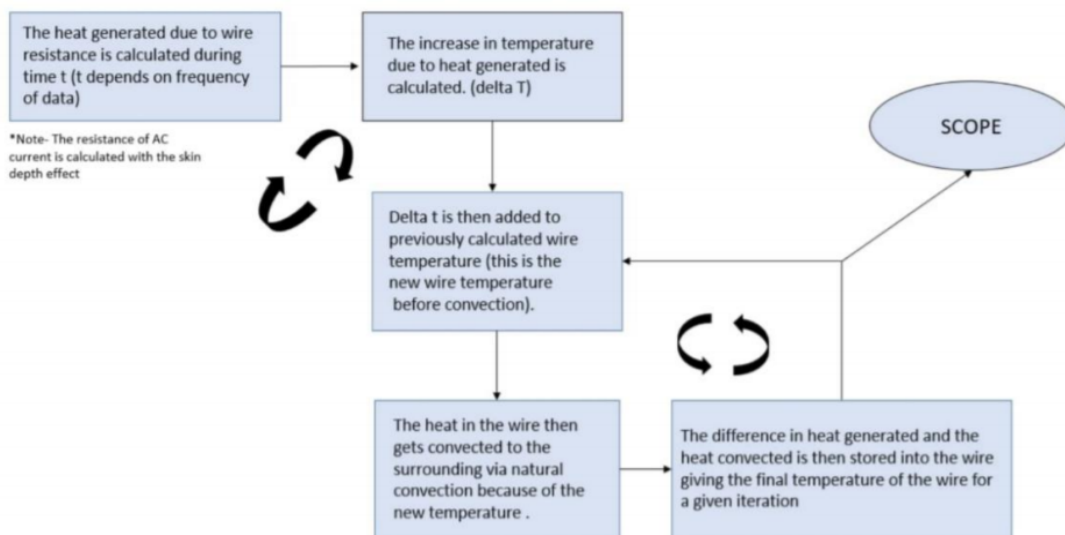 The heat generated due to wire
resistance is calculated during
time t (t depends on frequency
of data)
*Note- The resistance of AC
current is calculated with the skin
depth effect
The increase in temperature
due to heat generated is
calculated. (delta T)
SCOPE
Delta t is then added to
previously calculated wire
temperature (this is the
new wire temperature
before convection).
The heat in the wire then
gets convected to the
surrounding via natural
convection because of the
new temperature .
The difference in heat generated and the
heat convected is then stored into the wire
giving the final temperature of the wire for
a given iteration